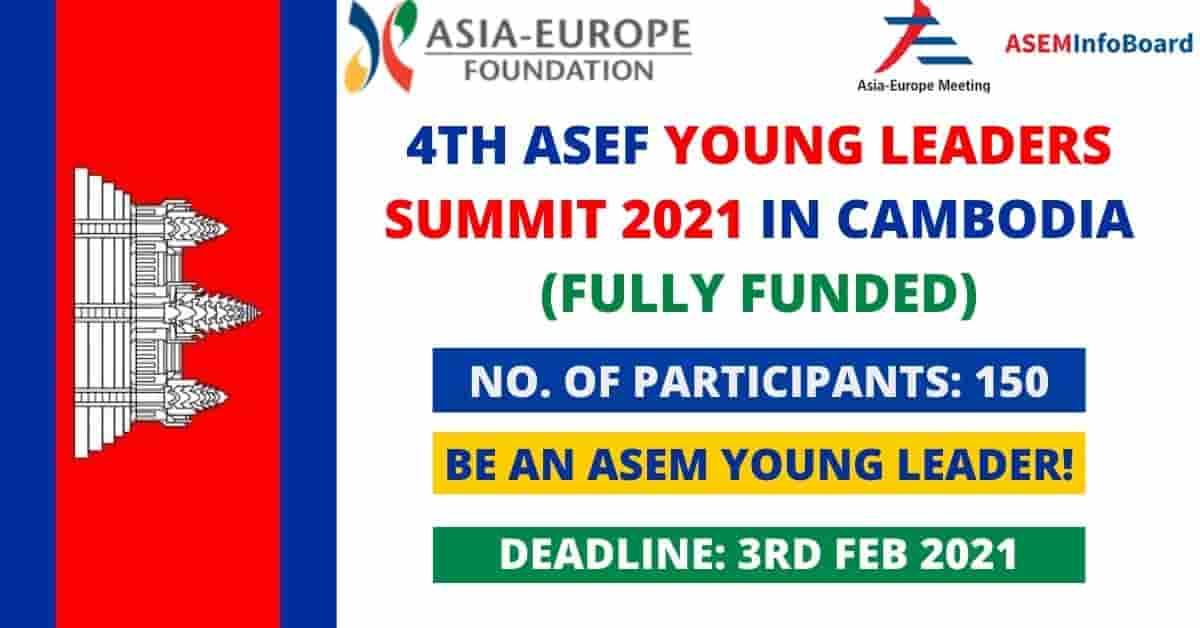 ASIA-EUROPE
FOUNDATION
Asia-Europe Meeting
ASEMInfoBoard
4TH ASEF YOUNG LEADERS
SUMMIT 2021 IN CAMBODIA
(FULLY FUNDED)
NO. OF PARTICIPANTS: 150
BE AN ASEM YOUNG LEADER!
DEADLINE: 3RD FEB 2021